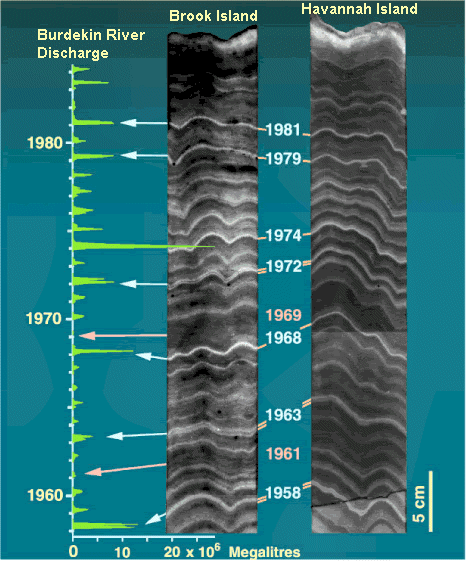 Brook Island
Havannah Island
Burdekin River
Discharge
1981
1980
1979
1974
1972
1970
1969
1968
1963
1961
1960
1958
5 cm
0 10 20 x 10⁶ Megalitres